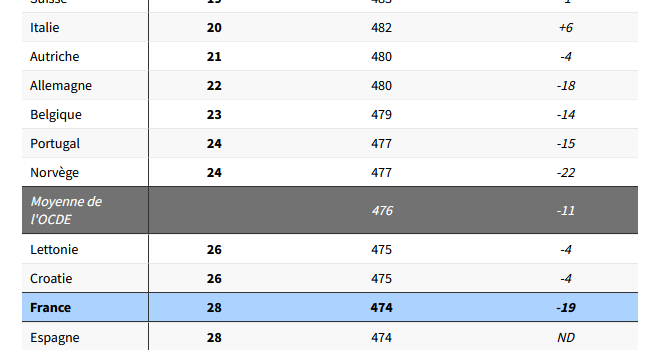 Suisse 19 483 -1
Italie 20 482 +6
Autriche 21 480 -4
Allemagne 22 480 -18
Belgique 23 479 -14
Portugal 24 477 -15
Norvège 24 477 -22
Moyenne de
l'OCDE 476 -11
Lettonie 26 475 -4
Croatie 26 475 -4
France 28 474 -19
Espagne 28 474 ND